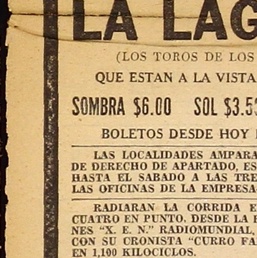 LA LAG
(LOS TOROS DE LOS
QUE ESTAN A LA VISTA
SOMBRA $6.00 SOL $3.5
BOLETOS DESDE HOY
LAS LOCALIDADES AMPARA
DE DERECHO DE APARTADO, ES
HASTA EL SABADO A LAS TRE
LAS OFICINAS DE LA EMPRESA
RADIARAN LA CORRIDA E
CUATRO EN PUNTO. DESDE LA P
NES "X. E. N." RADIOMUNDIAL,
CON SU CRONISTA "CURRO FA
EN 1,100 KILOCICLOS.